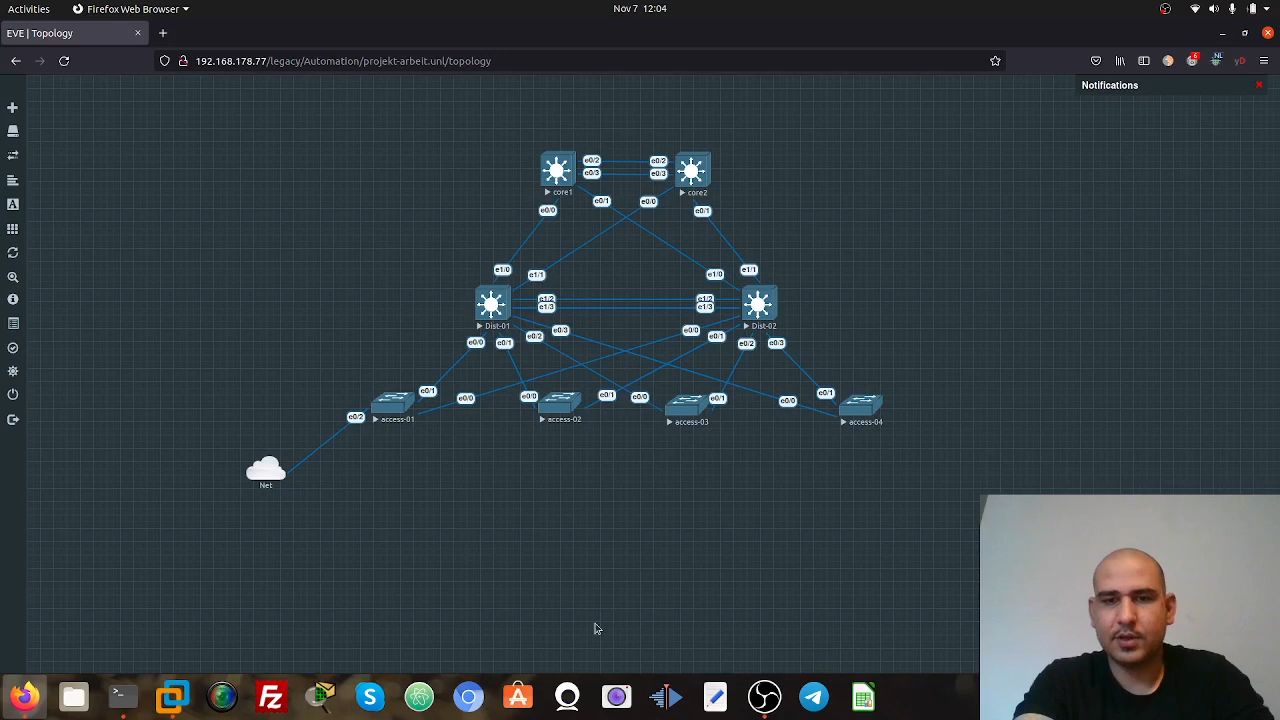 Activities
Firefox Web Browser
Nov 7 12:04
EVE | Topology
192.168.178.77/legacy/Automation/projekt-arbeit.unl/topology
6
NL
yD
Notifications
A
e0/2
e0/2
e0/3
e0/3
core1
core2
e0/1
e0/0
e0/0
e0/1
e1/0
e1/1
e1/0
e1/1
e1/2
e1/2
e1/3
e1/3
Dist-01
Dist-02
e0/3
e0/0
e0/2
e0/1
e0/0
e0/1
e0/2
e0/3
e0/1
e0/0
e0/0
e0/1
e0/0
e0/1
e0/0
e0/1
e0/2
access-01
access-02
access-03
access-04
Net
Fz
S
A